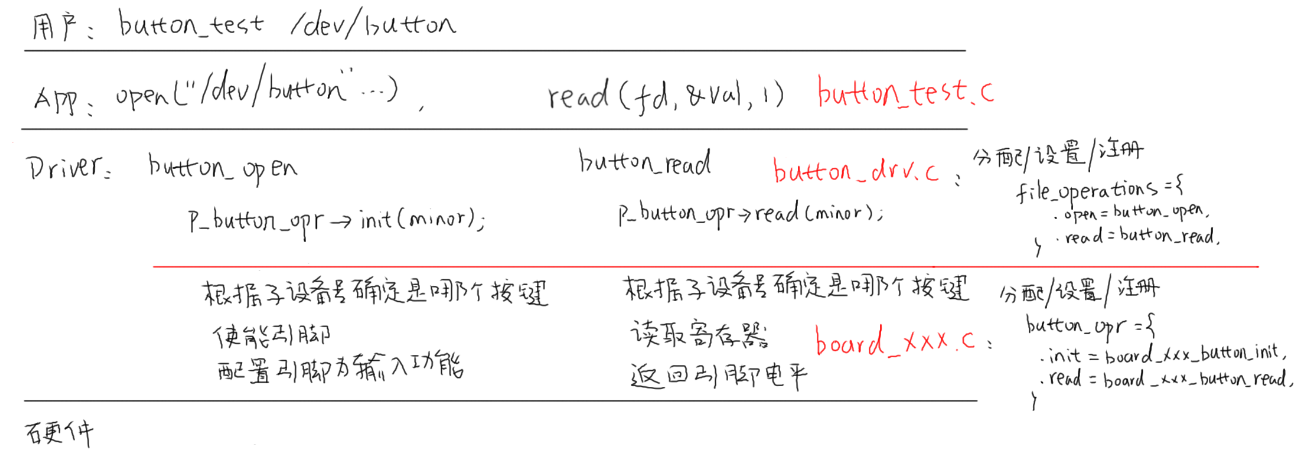 用户: button_test /dev/button
App: open("/dev/button"...), read(fd, &val, 1) button_test.c
Driver: button_open button_read button_drv.c: 分配/设置/注册
file_operations={
p_button_opr→init(minor); p_button_opr→read(minor); .open=button_open,
.read=button_read,
}
根据子设备号确定是哪个按键 根据子设备号确定是哪个按键 分配/设置/注册
使能引脚 读取寄存器 board_xxx.c: button_opr={
配置引脚为输入功能 返回引脚电平 .init=board_xxx_button_init,
.read=board_xxx_button_read,
}
硬件